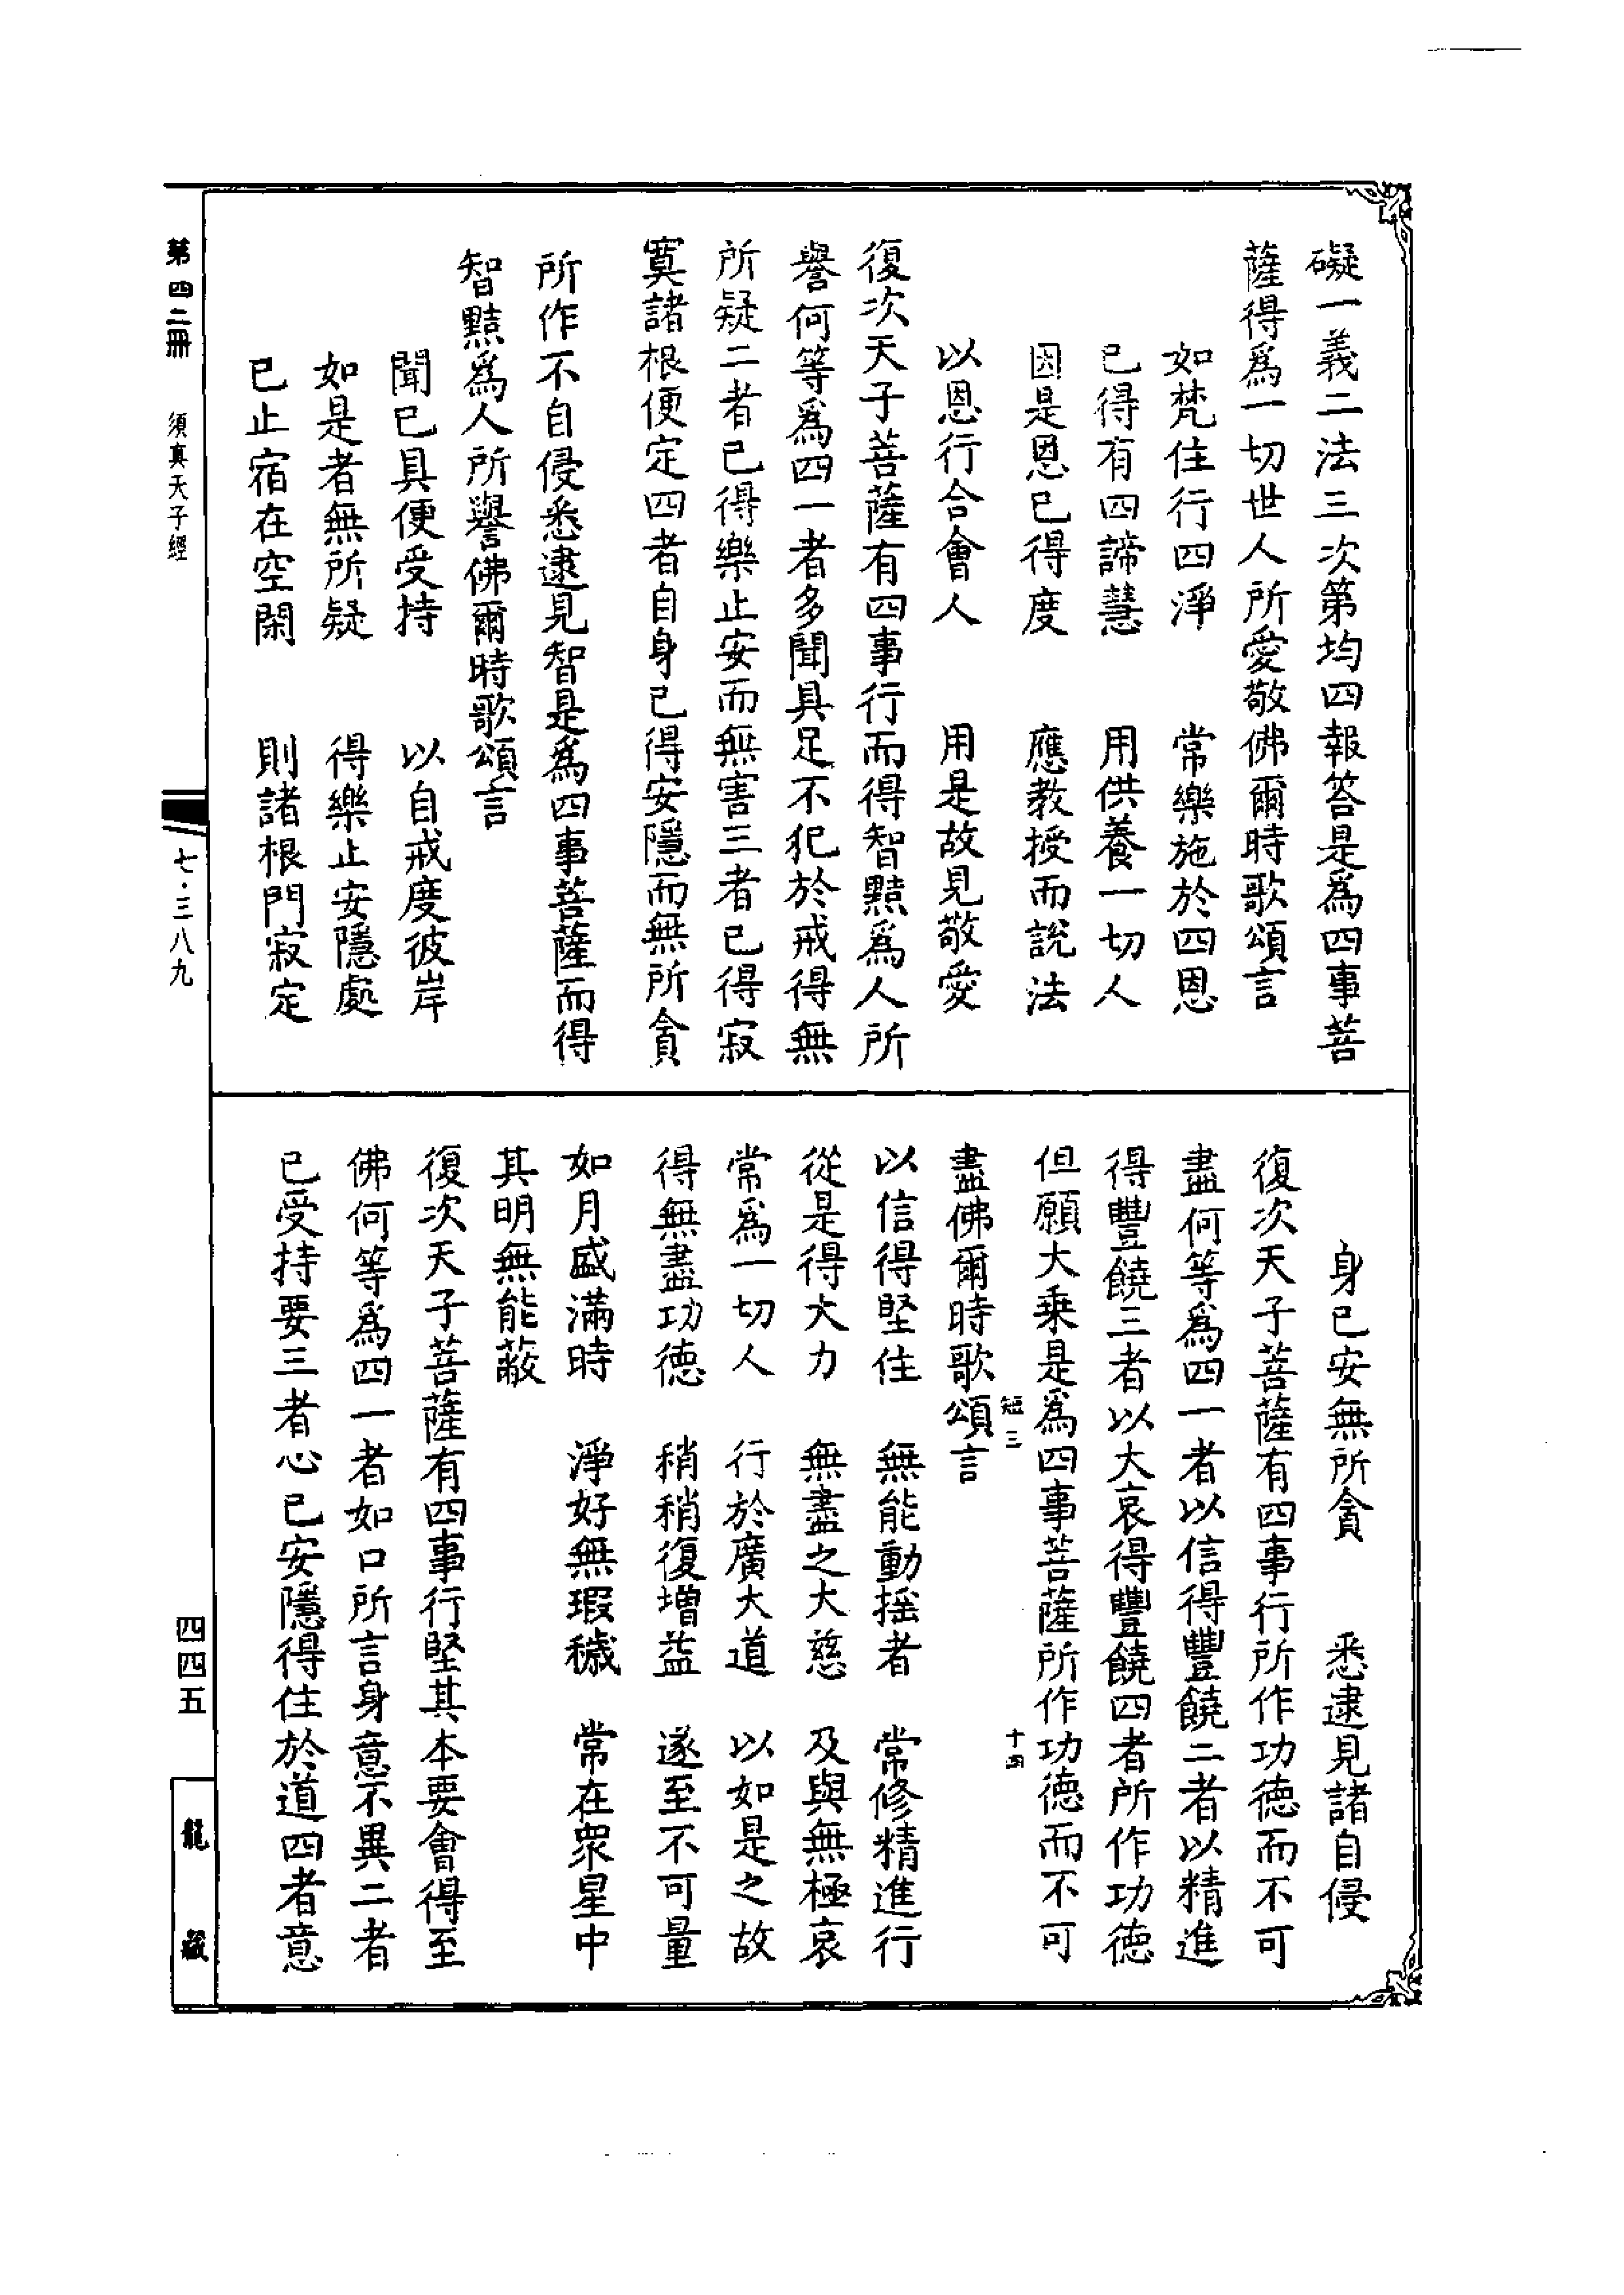 礙一義二法三次第均四報答是爲四事菩
薩得爲一切世人所愛敬佛爾時歌頌言
如梵住行四淨　常樂施於四恩
已得有四諦慧　用供養一切人
因是恩已得度　應教授而說法
以恩行合會人　用是故見敬愛
復次天子菩薩有四事行而得智黠爲人所
譽何等爲四一者多聞具足不犯於戒得無
所疑二者已得樂止安而無害三者已得寂
寞諸根便定四者自身已得安隱而無所貪
所作不自侵悉逮見智是爲四事菩薩而得
智黠爲人所譽佛爾時歌頌言
聞已具便受持　以自戒度彼岸
如是者無所疑　得樂止安隱處
已止宿在空閑　則諸根門寂定
身已安無所貪　悉逮見諸自侵
復次天子菩薩有四事行所作功德而不可
盡何等爲四一者以信得豐饒二者以精進
得豐饒三者以大哀得豐饒四者所作功德
但願大乘是爲四事菩薩所作功德而不可
短三　十四
盡佛爾時歌頌言
以信得堅住　無能動搖者　常修精進行
從是得大力　無盡之大慈　及與無極哀
常爲一切人　行於廣大道　以如是之故
得無盡功德　稍稍復增益　遂至不可量
如月盛滿時　淨好無瑕穢　常在眾星中
其明無能蔽
復次天子菩薩有四事行堅其本要會得至
佛何等爲四一者如口所言身意不異二者
已受持要三者心已安隱得住於道四者意
第四二冊　須真天子經
七·三八九
四四五
龍藏